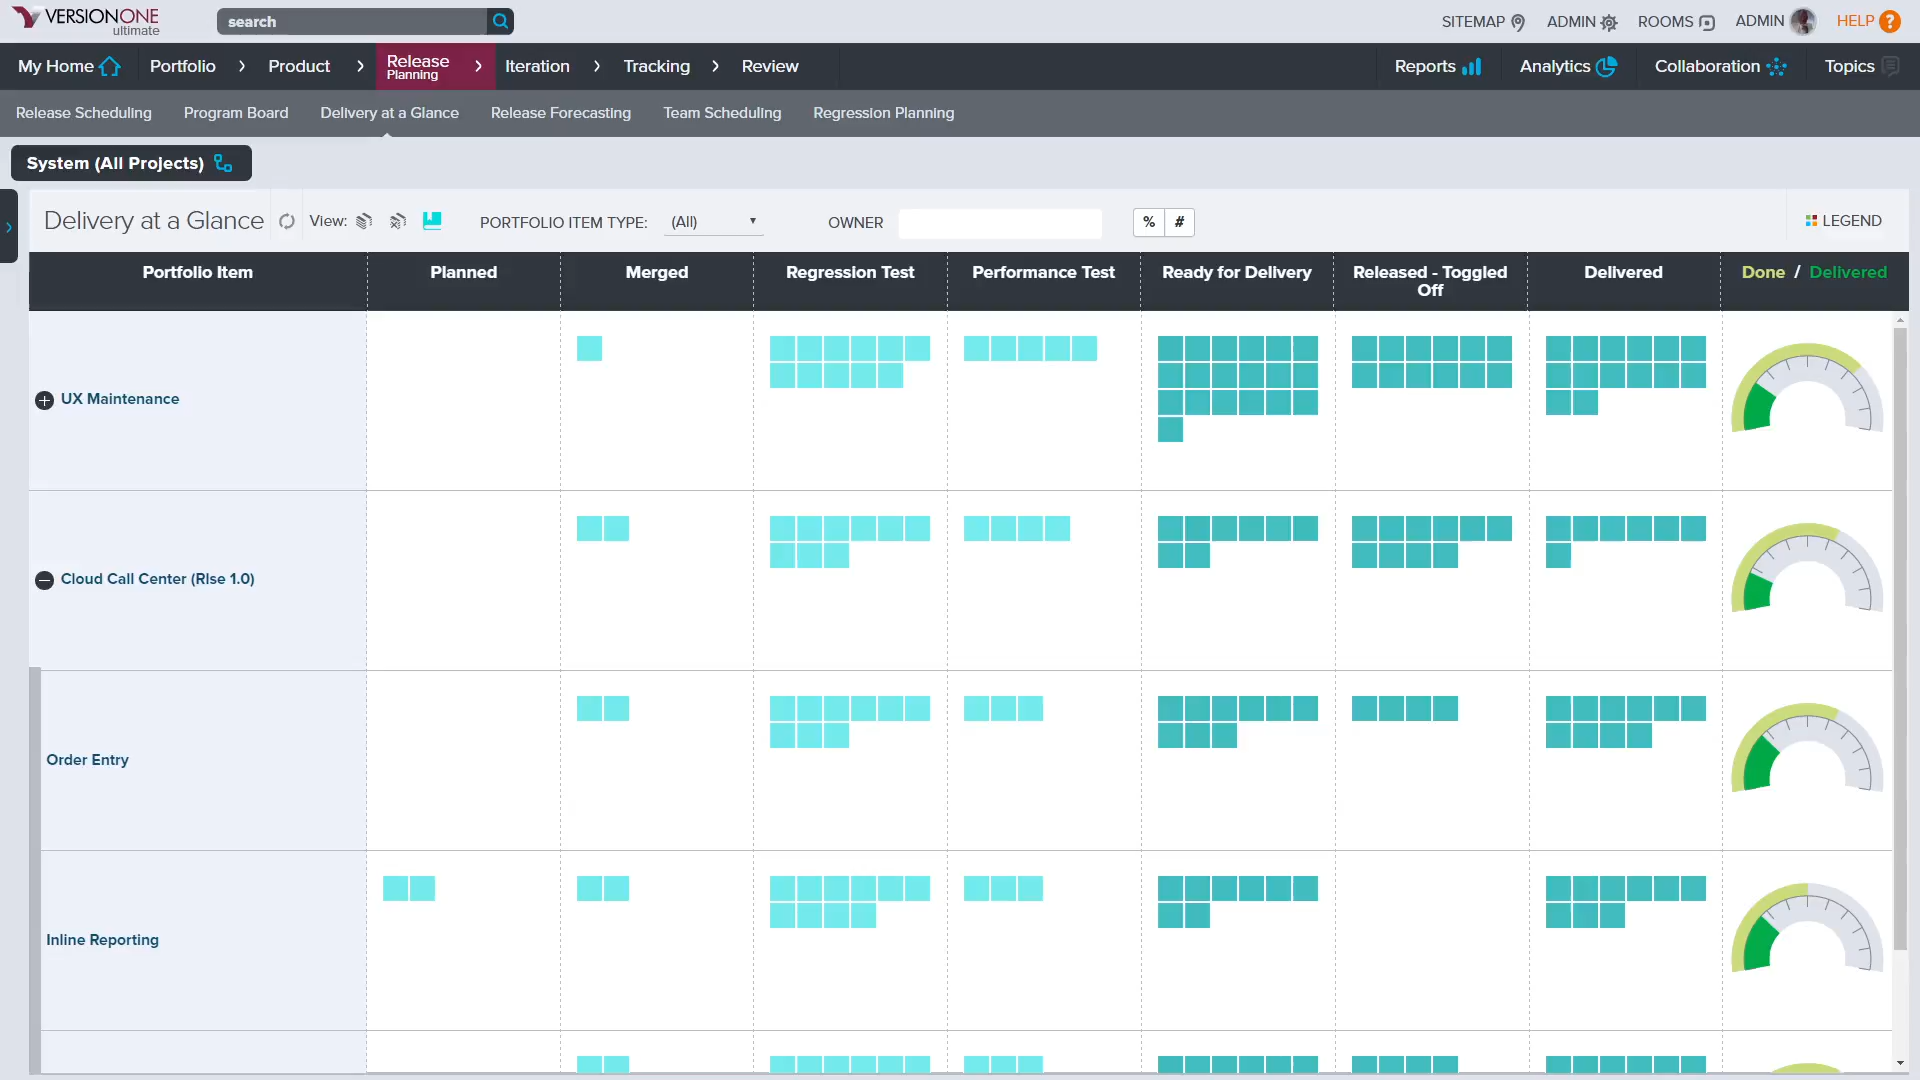 VERSIONONE
ultimate
search
SITEMAP
ADMIN
ROOMS
ADMIN
HELP ?
My Home
Portfolio
Product
Release
Planning
Iteration
Tracking
Review
Reports
Analytics
Collaboration
Topics
Release Scheduling
Program Board
Delivery at a Glance
Release Forecasting
Team Scheduling
Regression Planning
System (All Projects)
Delivery at a Glance
View:
PORTFOLIO ITEM TYPE:
(All)
OWNER
%
#
LEGEND
Portfolio Item
Planned
Merged
Regression Test
Performance Test
Ready for Delivery
Released - Toggled
Off
Delivered
Done / Delivered
UX Maintenance
Cloud Call Center (Rlse 1.0)
Order Entry
Inline Reporting